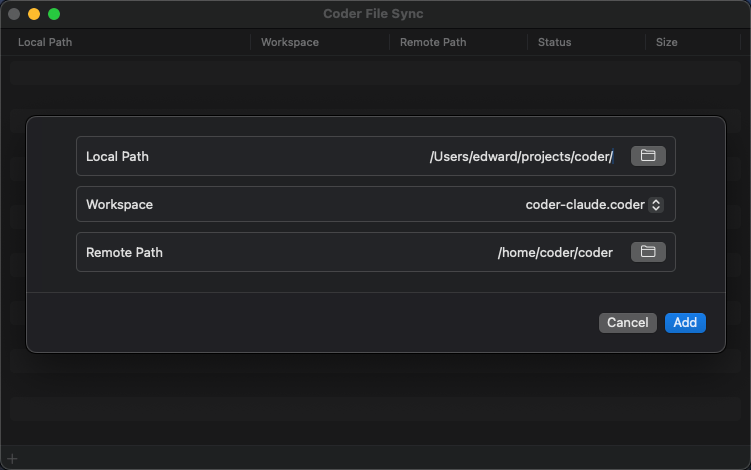 Coder File Sync
Local Path Workspace Remote Path Status Size
Local Path /Users/edward/projects/coder/
Workspace coder-claude.coder
Remote Path /home/coder/coder
Cancel Add